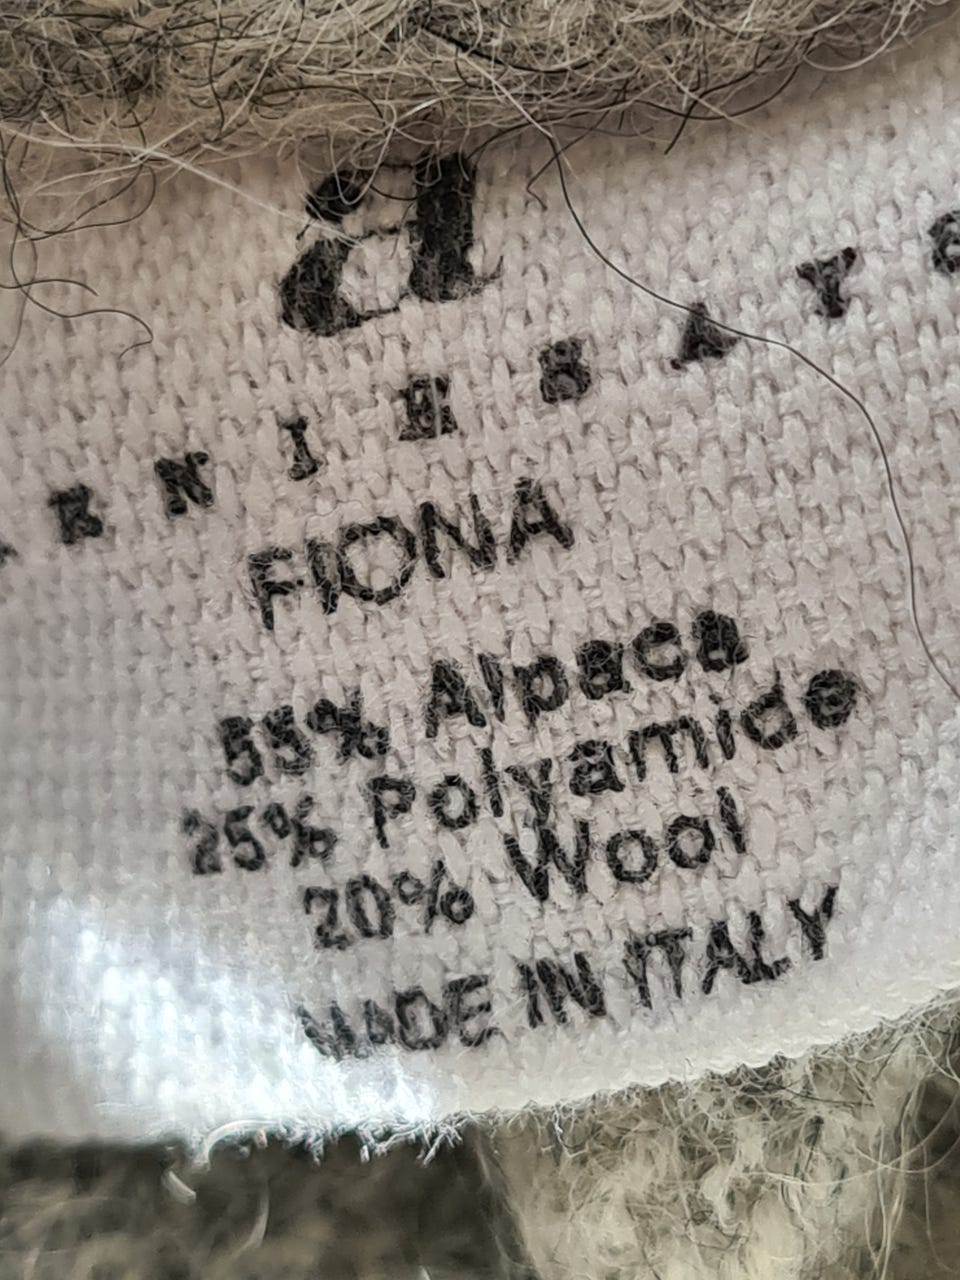 a
FIONA
55% Alpaca
25% Polyamide
20% Wool
MADE IN ITALY